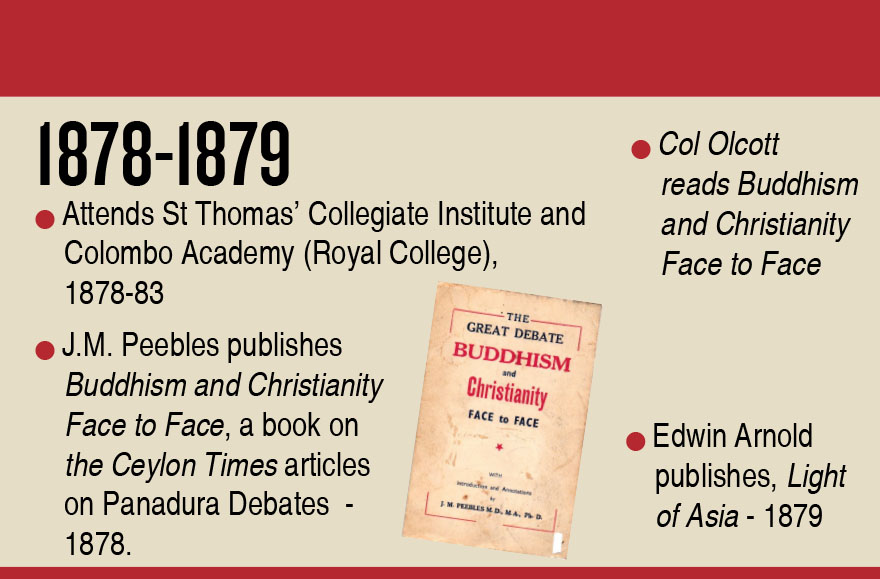 1878-1879
● Attends St Thomas’ Collegiate Institute and
Colombo Academy (Royal College),
1878-83
● J.M. Peebles publishes
Buddhism and Christianity
Face to Face, a book on
the Ceylon Times articles
on Panadura Debates -
1878.
THE
GREAT DEBATE
BUDDHISM
and
Christianity
FACE to FACE
WITH
Introduction and Annotations
by
J. M. PEEBLES M.D., M.A., Ph. D.
● Col Olcott
reads Buddhism
and Christianity
Face to Face
● Edwin Arnold
publishes, Light
of Asia - 1879